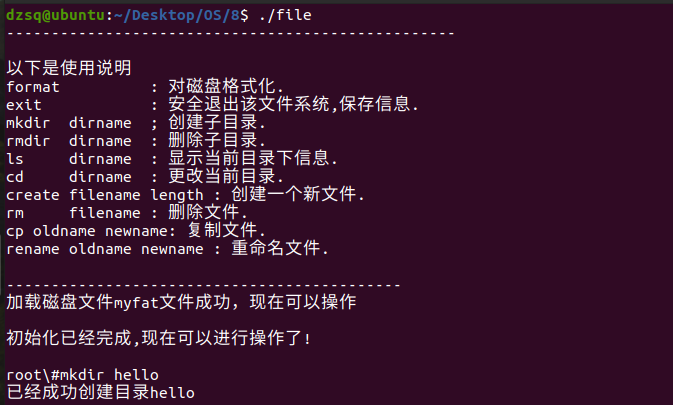 dzsq@ubuntu:~/Desktop/OS/8$ ./file
--------------------------------------------------
以下是使用说明
format          : 对磁盘格式化.
exit            : 安全退出该文件系统,保存信息.
mkdir  dirname  ; 创建子目录.
rmdir  dirname  : 删除子目录.
ls     dirname  : 显示当前目录下信息.
cd     dirname  : 更改当前目录.
create filename length : 创建一个新文件.
rm     filename : 删除文件.
cp oldname newname: 复制文件.
rename oldname newname : 重命名文件.
--------------------------------------------
加载磁盘文件myfat文件成功，现在可以操作
初始化已经完成,现在可以进行操作了!
root\#mkdir hello
已经成功创建目录hello